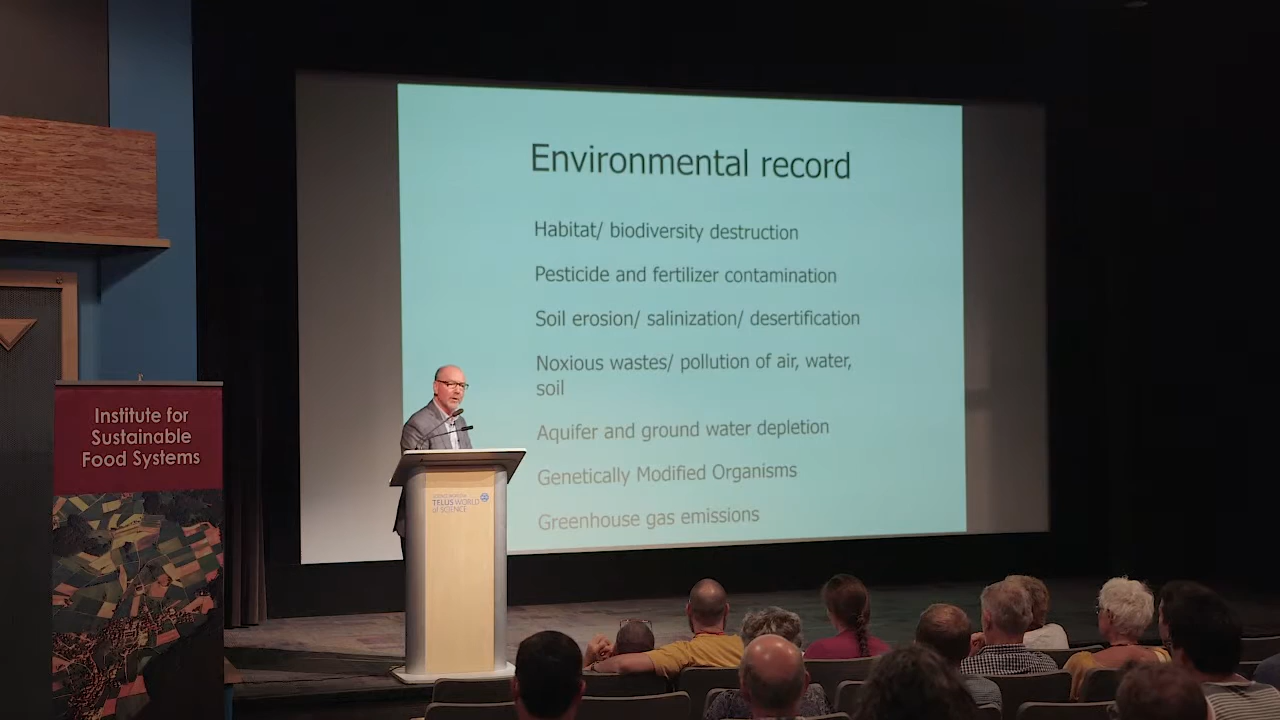 Environmental record
Habitat/ biodiversity destruction
Pesticide and fertilizer contamination
Soil erosion/ salinization/ desertification
Noxious wastes/ pollution of air, water,
soil
Aquifer and ground water depletion
Genetically Modified Organisms
Greenhouse gas emissions
Institute for
Sustainable
Food Systems
TELUS WORLD
of SCIENCE